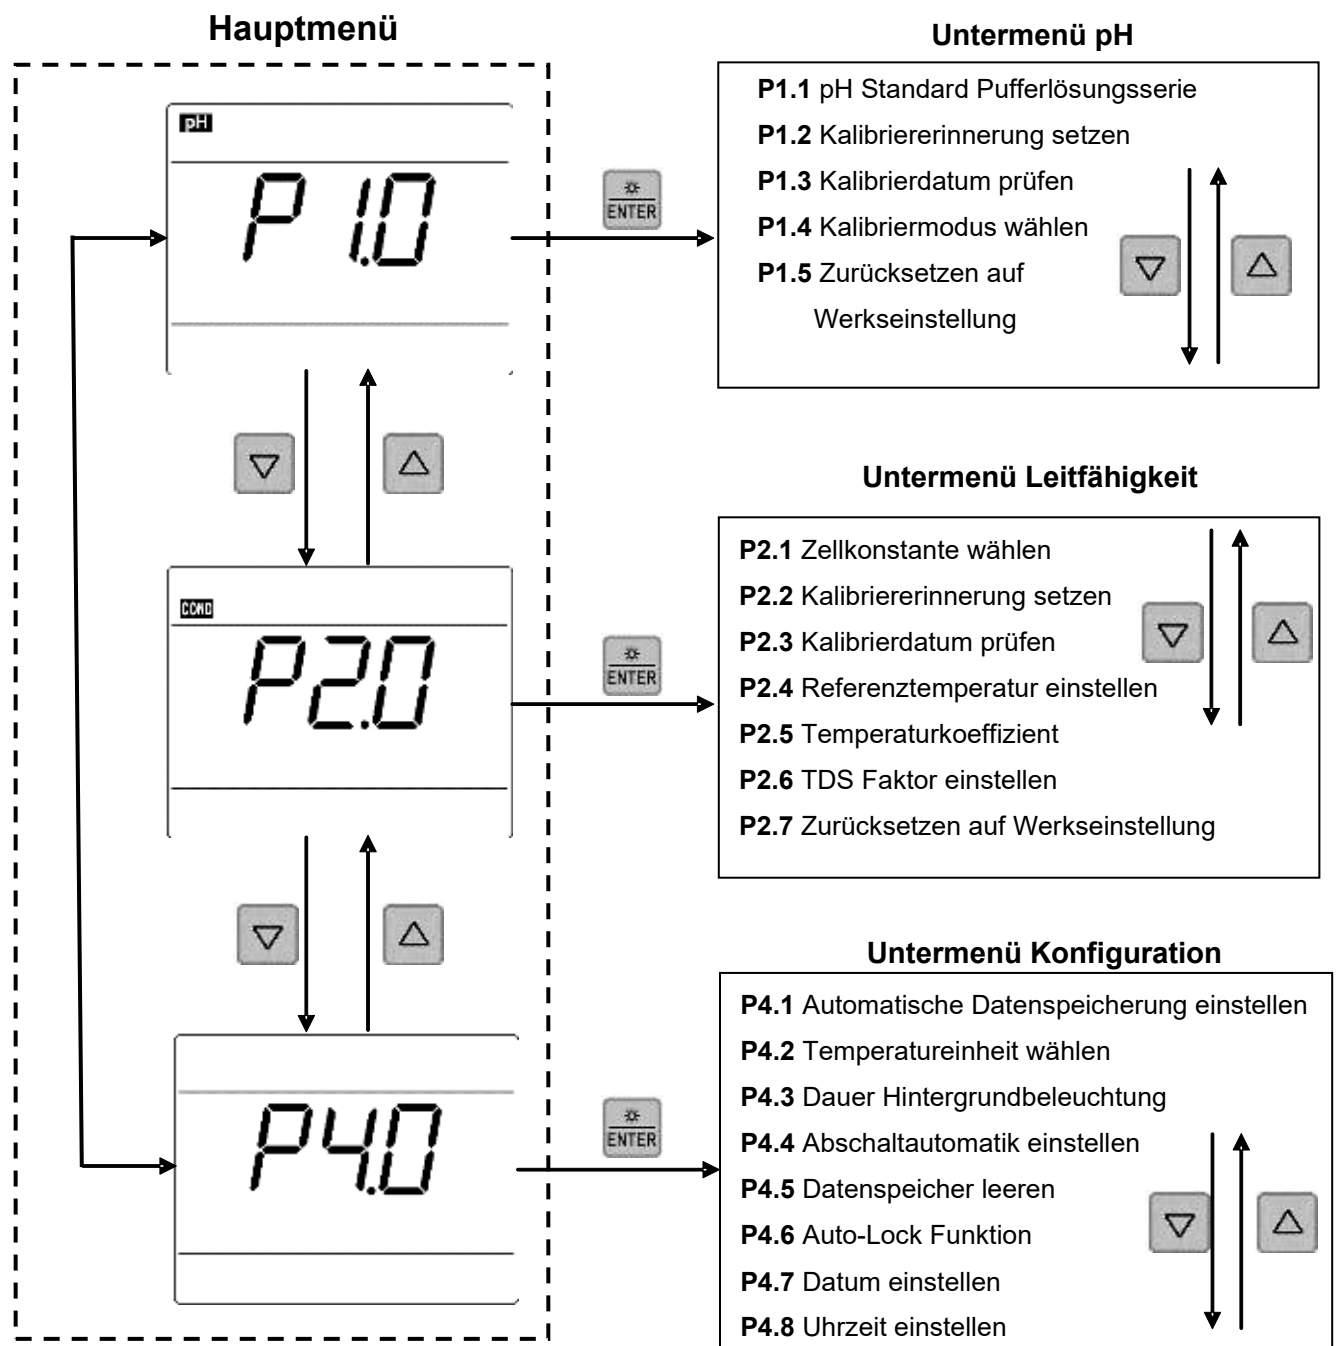 Hauptmenü
pH
P1.0
P2.0
COND
P4.0
ENTER
ENTER
ENTER
Untermenü pH
P1.1 pH Standard Pufferlösungsserie
P1.2 Kalibriererinnerung setzen
P1.3 Kalibrierdatum prüfen
P1.4 Kalibriermodus wählen
P1.5 Zurücksetzen auf
Werkseinstellung
Untermenü Leitfähigkeit
P2.1 Zellkonstante wählen
P2.2 Kalibriererinnerung setzen
P2.3 Kalibrierdatum prüfen
P2.4 Referenztemperatur einstellen
P2.5 Temperaturkoeffizient
P2.6 TDS Faktor einstellen
P2.7 Zurücksetzen auf Werkseinstellung
Untermenü Konfiguration
P4.1 Automatische Datenspeicherung einstellen
P4.2 Temperatureinheit wählen
P4.3 Dauer Hintergrundbeleuchtung
P4.4 Abschaltautomatik einstellen
P4.5 Datenspeicher leeren
P4.6 Auto-Lock Funktion
P4.7 Datum einstellen
P4.8 Uhrzeit einstellen